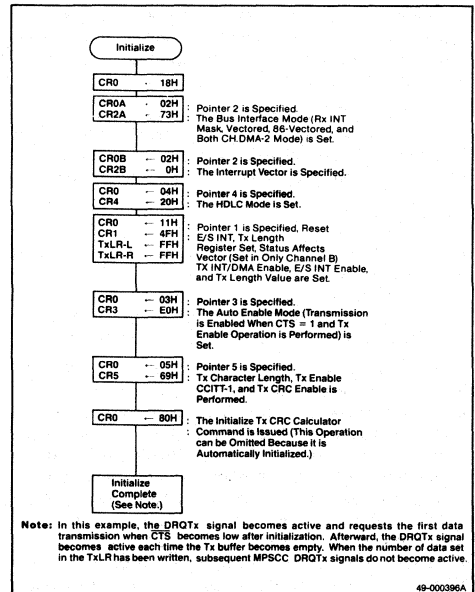 Initialize
CR0 · 18H
CR0A · 02H : Pointer 2 is Specified.
CR2A ← 73H : The Bus Interface Mode (Rx INT
Mask, Vectored, 86-Vectored, and
Both CH.DMA-2 Mode) is Set.
CR0B ← 02H : Pointer 2 is Specified.
CR2B ← 0H : The Interrupt Vector is Specified.
CR0 ← 04H : Pointer 4 is Specified.
CR4 ← 20H : The HDLC Mode is Set.
CR0 ← 11H : Pointer 1 is Specified, Reset
CR1 ← 4FH : E/S INT, Tx Length
TxLR-L ← FFH Register Set, Status Affects
TxLR-R ← FFH Vector (Set in Only Channel B)
TX INT/DMA Enable, E/S INT Enable,
and Tx Length Value are Set.
CR0 ← 03H : Pointer 3 is Specified.
CR3 ← E0H : The Auto Enable Mode (Transmission
is Enabled When CTS = 1 and Tx
Enable Operation is Performed) is
Set.
CR0 ← 05H : Pointer 5 is Specified.
CR5 ← 69H : Tx Character Length, Tx Enable
CCITT-1, and Tx CRC Enable is
Performed.
CR0 ← 80H : The Initialize Tx CRC Calculator
: Command is Issued (This Operation
can be Omitted Because it is
Automatically Initialized.)
Initialize
Complete
(See Note.)
Note: In this example, the DRQTx signal becomes active and requests the first data
transmission when C̅T̅S̅ becomes low after initialization. Afterward, the DRQTx signal
becomes active each time the Tx buffer becomes empty. When the number of data set
in the TxLR has been written, subsequent MPSCC DRQTx signals do not become active.
49-000396A